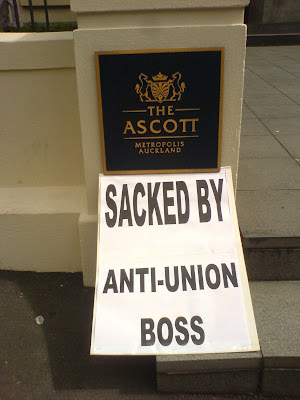 THE
ASCOTT
METROPOLIS
AUCKLAND
SACKED BY
ANTI-UNION
BOSS